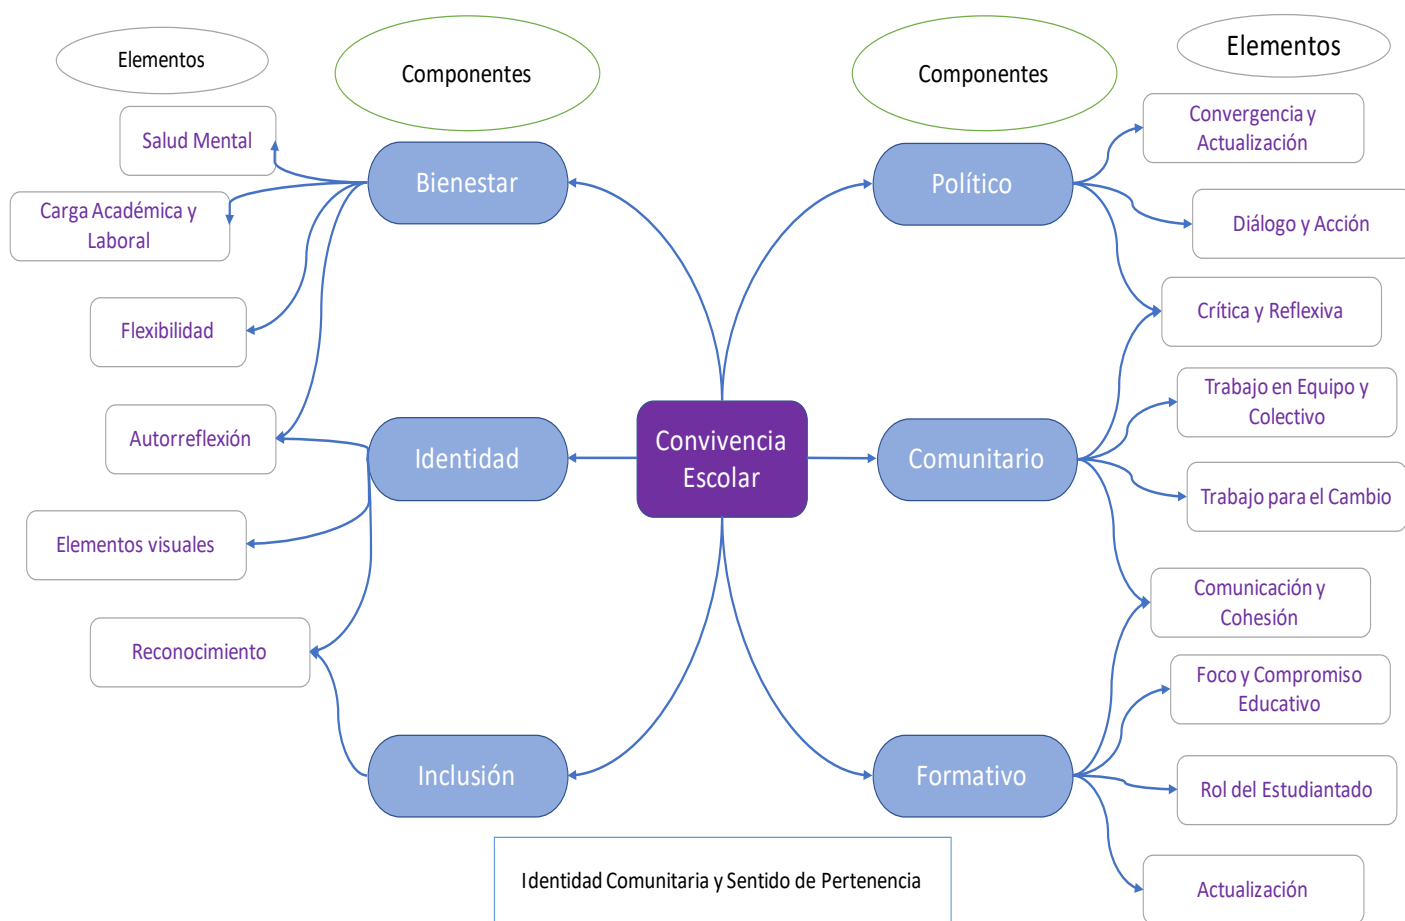 Elementos
Componentes
Componentes
Elementos
Salud Mental
Carga Académica y
Laboral
Flexibilidad
Autorreflexión
Elementos visuales
Reconocimiento
Bienestar
Identidad
Inclusión
Convivencia
Escolar
Político
Comunitario
Formativo
Convergencia y
Actualización
Diálogo y Acción
Crítica y Reflexiva
Trabajo en Equipo y
Colectivo
Trabajo para el Cambio
Comunicación y
Cohesión
Foco y Compromiso
Educativo
Rol del Estudiantado
Actualización
Identidad Comunitaria y Sentido de Pertenencia